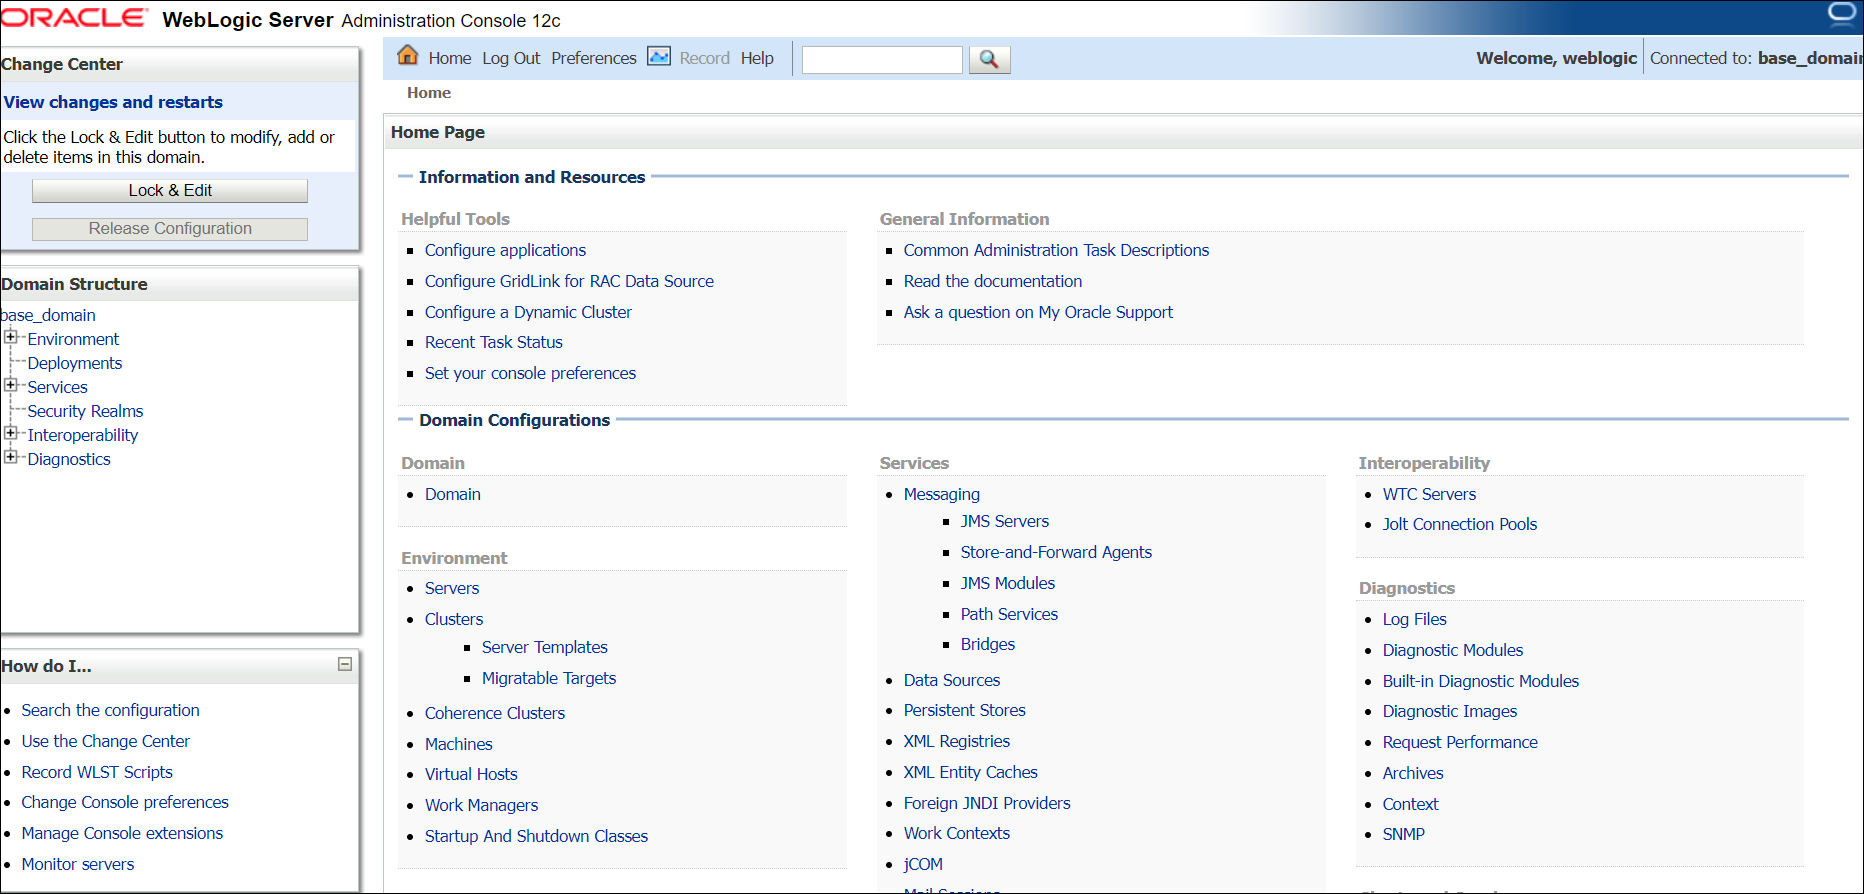 ORACLE WebLogic Server Administration Console 12c
Change Center
View changes and restarts
Click the Lock & Edit button to modify, add or
delete items in this domain.
Lock & Edit
Release Configuration
Domain Structure
base_domain
Environment
Deployments
Services
Security Realms
Interoperability
Diagnostics
How do I...
Search the configuration
Use the Change Center
Record WLST Scripts
Change Console preferences
Manage Console extensions
Monitor servers
Home Log Out Preferences Record Help
Welcome, weblogic Connected to: base_domain
Home
Home Page
Information and Resources
Helpful Tools
Configure applications
Configure GridLink for RAC Data Source
Configure a Dynamic Cluster
Recent Task Status
Set your console preferences
General Information
Common Administration Task Descriptions
Read the documentation
Ask a question on My Oracle Support
Domain Configurations
Domain
Domain
Environment
Servers
Clusters
Server Templates
Migratable Targets
Coherence Clusters
Machines
Virtual Hosts
Work Managers
Startup And Shutdown Classes
Services
Messaging
JMS Servers
Store-and-Forward Agents
JMS Modules
Path Services
Bridges
Data Sources
Persistent Stores
XML Registries
XML Entity Caches
Foreign JNDI Providers
Work Contexts
jCOM
Mail Sessions
Interoperability
WTC Servers
Jolt Connection Pools
Diagnostics
Log Files
Diagnostic Modules
Built-in Diagnostic Modules
Diagnostic Images
Request Performance
Archives
Context
SNMP